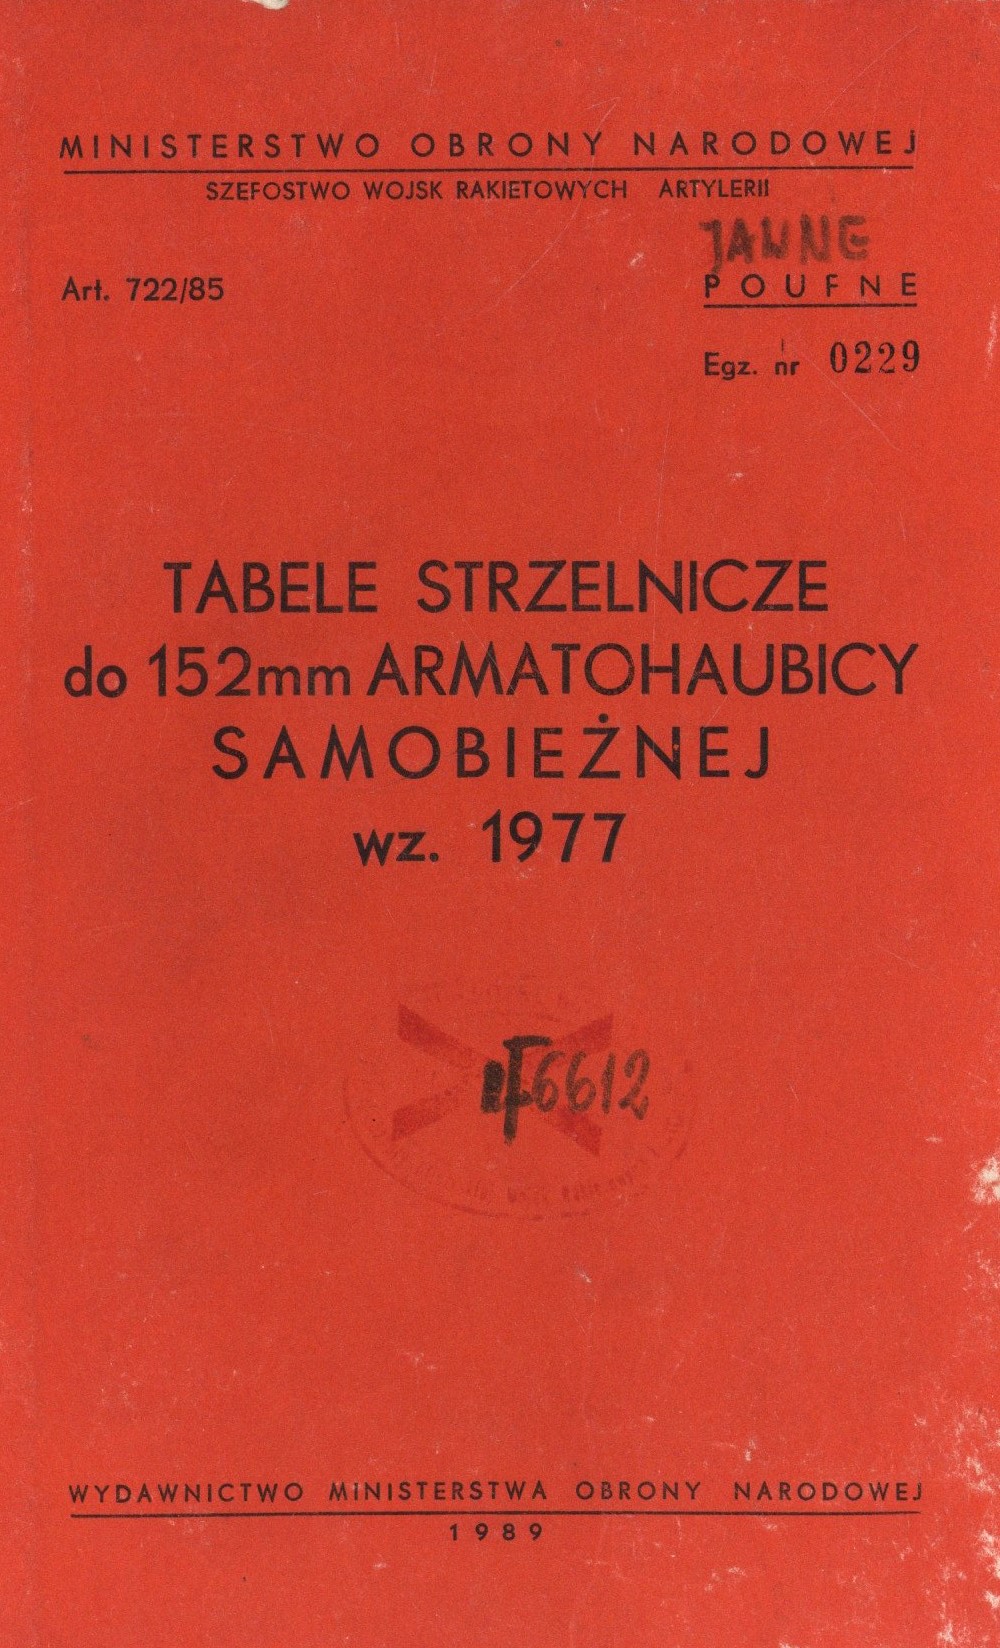 MINISTERSTWO OBRONY NARODOWEJ
SZEFOSTWO WOJSK RAKIETOWYCH ARTYLERII
JAWNE
Art. 722/85
POUFNE
Egz. nr 0229
TABELE STRZELNICZE
do 152mm ARMATOHAUBICY
SAMOBIEŻNEJ
wz. 1977
6612
WYDAWNICTWO MINISTERSTWA OBRONY NARODOWEJ
1989